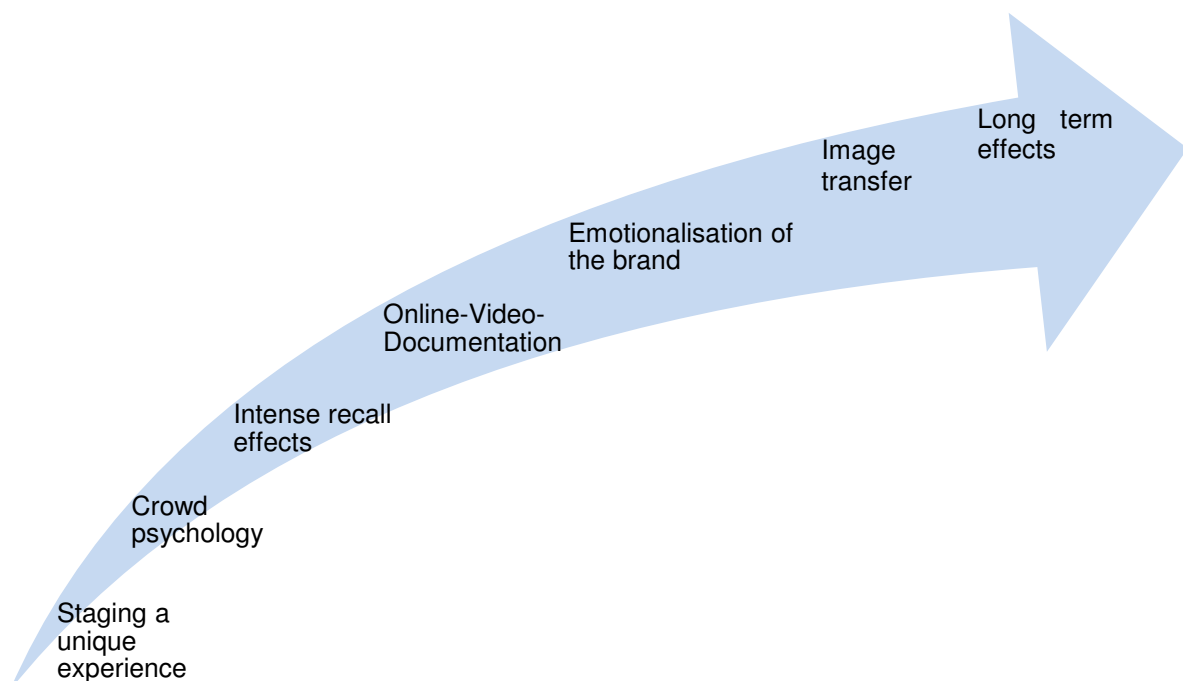 Long term
effects
Image
transfer
Emotionalisation of
the brand
Online-Video-
Documentation
Intense recall
effects
Crowd
psychology
Staging a
unique
experience